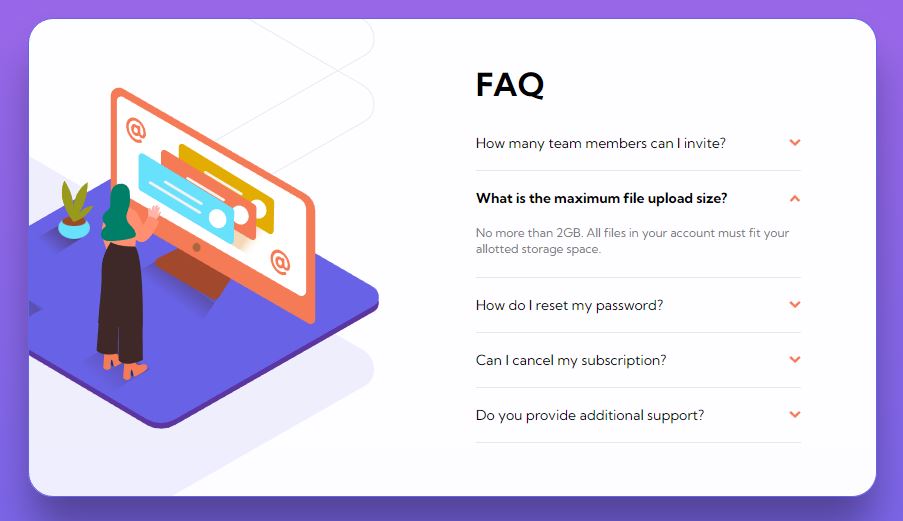 @
@
FAQ
How many team members can I invite?
What is the maximum file upload size?
No more than 2GB. All files in your account must fit your
allotted storage space.
How do I reset my password?
Can I cancel my subscription?
Do you provide additional support?